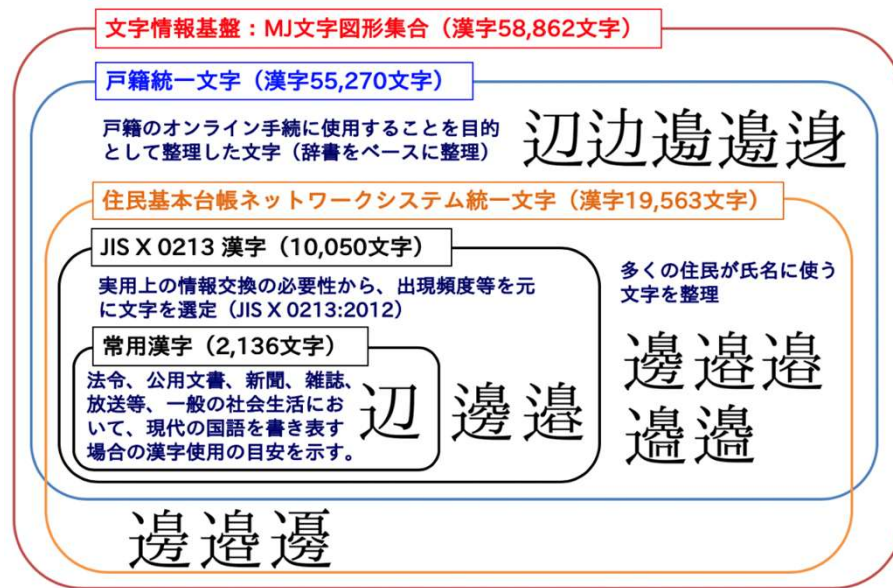 文字情報基盤：MJ文字図形集合（漢字58,862文字）
戸籍統一文字（漢字55,270文字）
戸籍のオンライン手続に使用することを目的
として整理した文字（辞書をベースに整理）
辺
住民基本台帳ネットワークシステム統一文字（漢字19,563文字）
JIS X 0213 漢字（10,050文字）
実用上の情報交換の必要性から、出現頻度等を元
に文字を選定（JIS X 0213:2012）
多くの住民が氏名に使う
文字を整理
常用漢字（2,136文字）
法令、公用文書、新聞、雑誌、
放送等、一般の社会生活にお
いて、現代の国語を書き表す
場合の漢字使用の目安を示す。
辺
邊邉